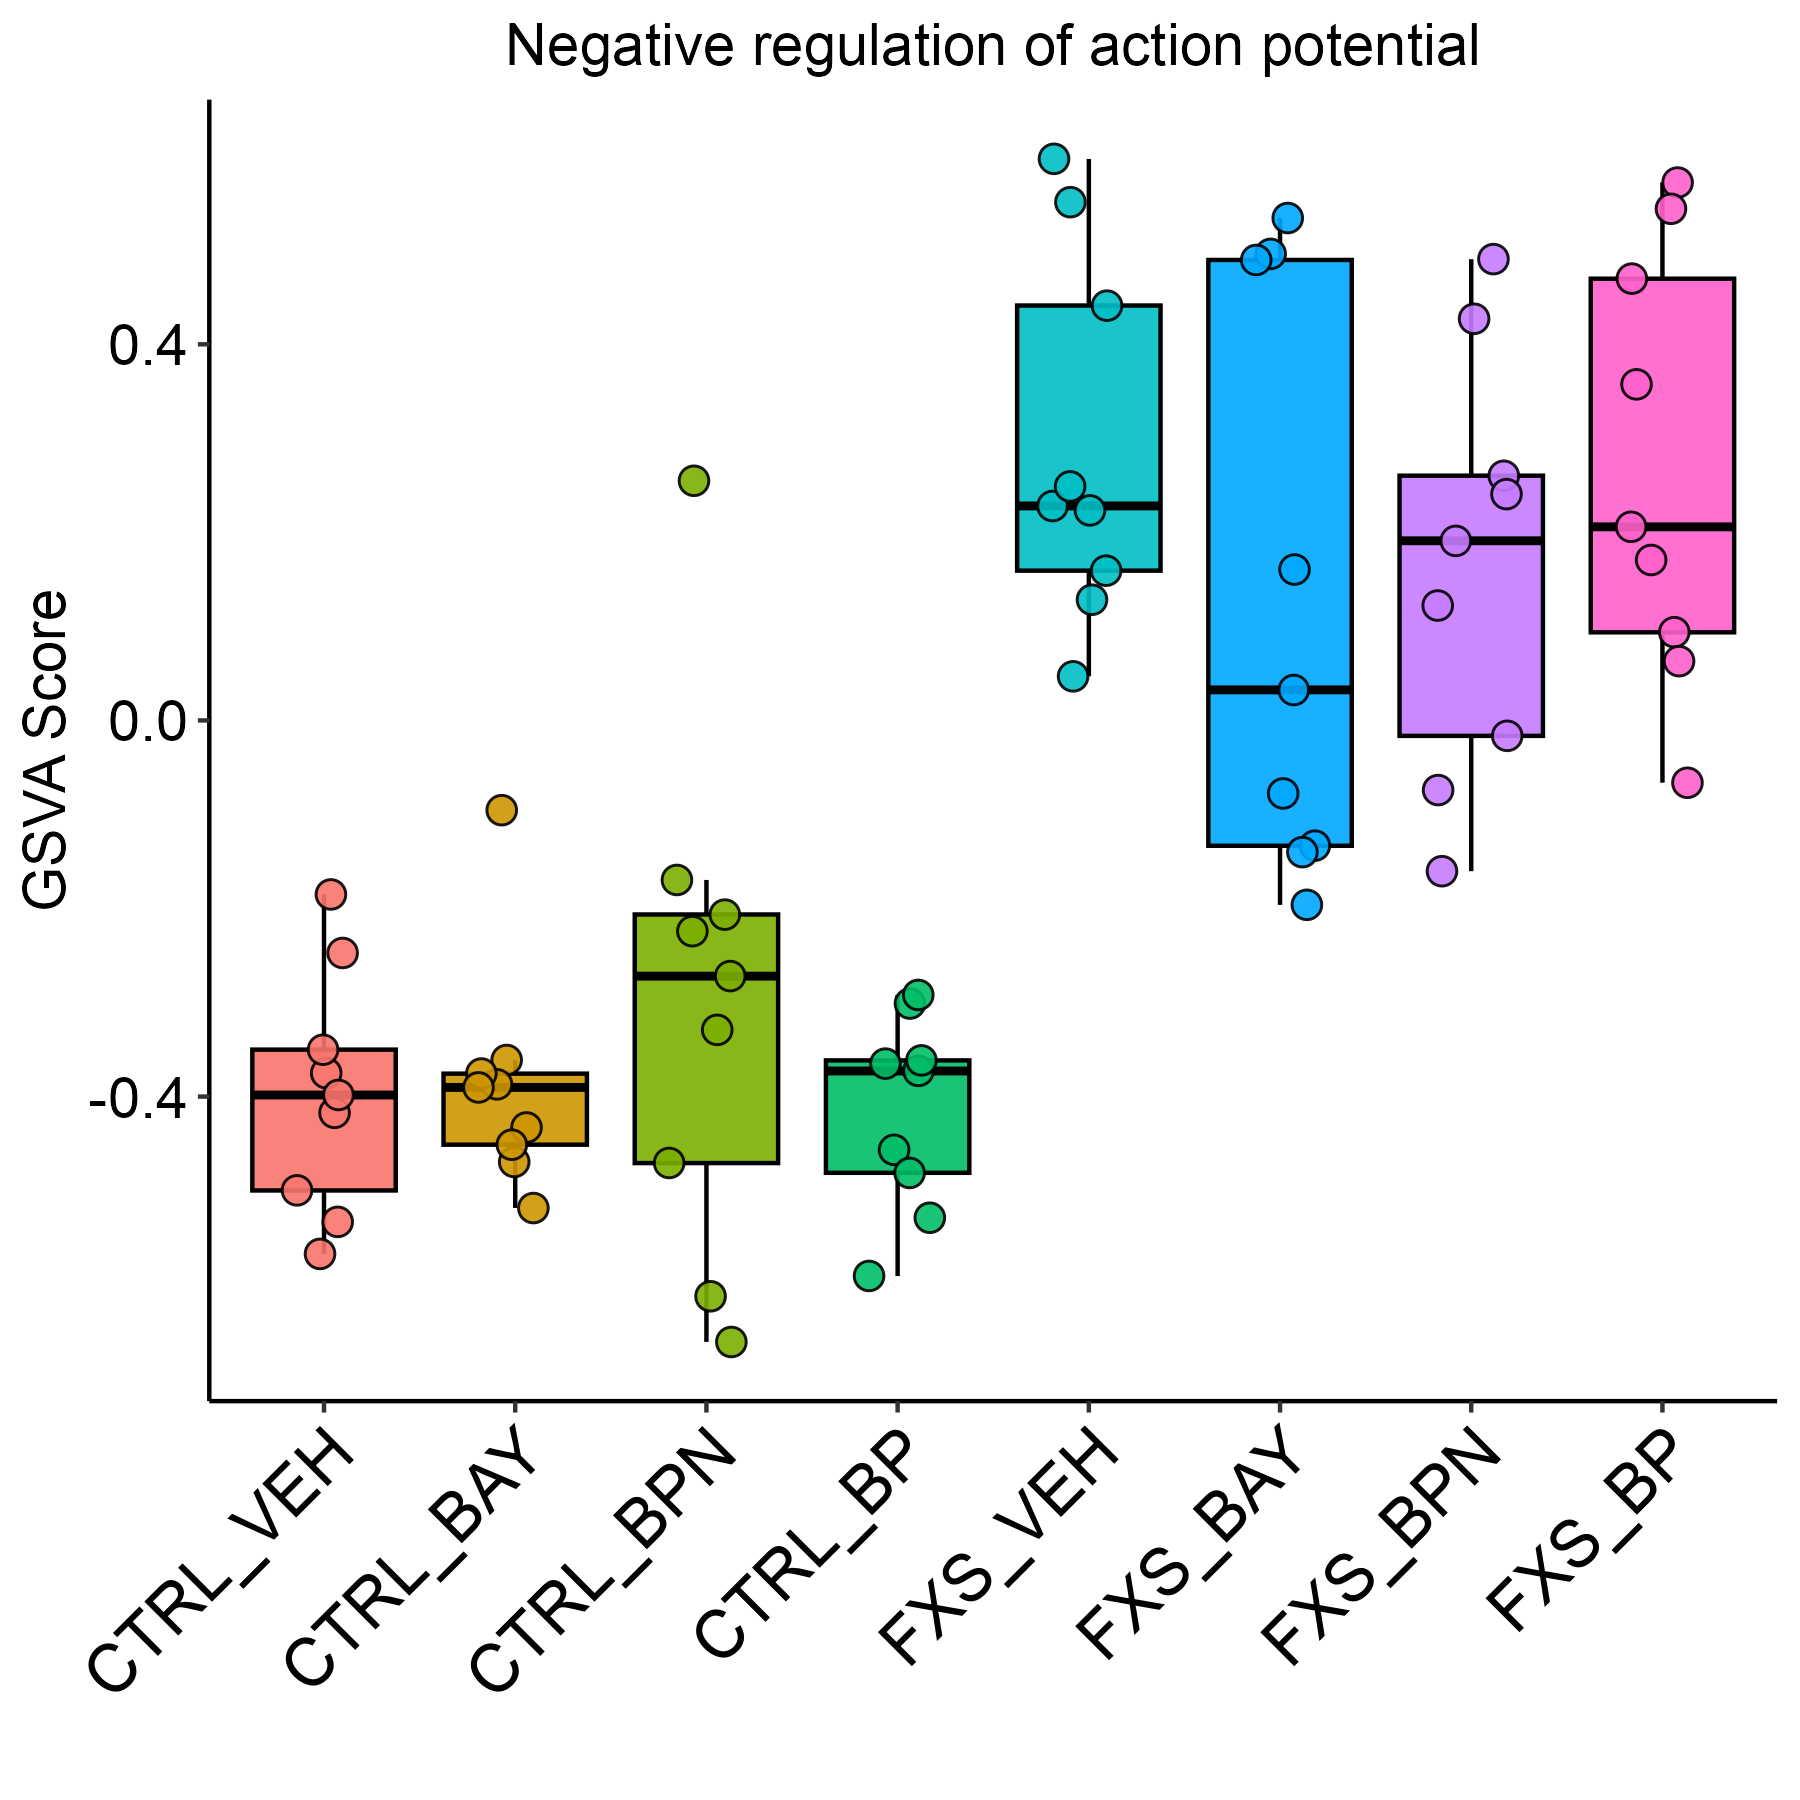 Negative regulation of action potential
GSVA Score
0.4
0.0
-0.4
CTRL_VEH
CTRL_BAY
CTRL_BPN
CTRL_BP
FXS_VEH
FXS_BAY
FXS_BPN
FXS_BP